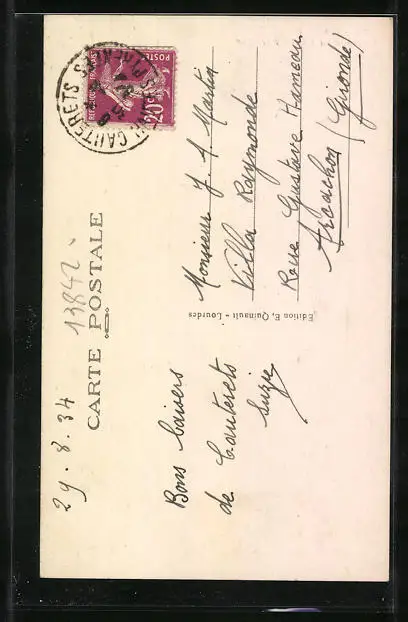 29.8.34
13842
CARTE POSTALE
Bons baisers
de Cauterets
Suzie
Edition E. Quinault - Lourdes
Monsieur J. A. Martin
Villa Raymonde
Rue Gustave Hameau
Arcachon (Gironde)
CAUTERETS
POSTES
20c